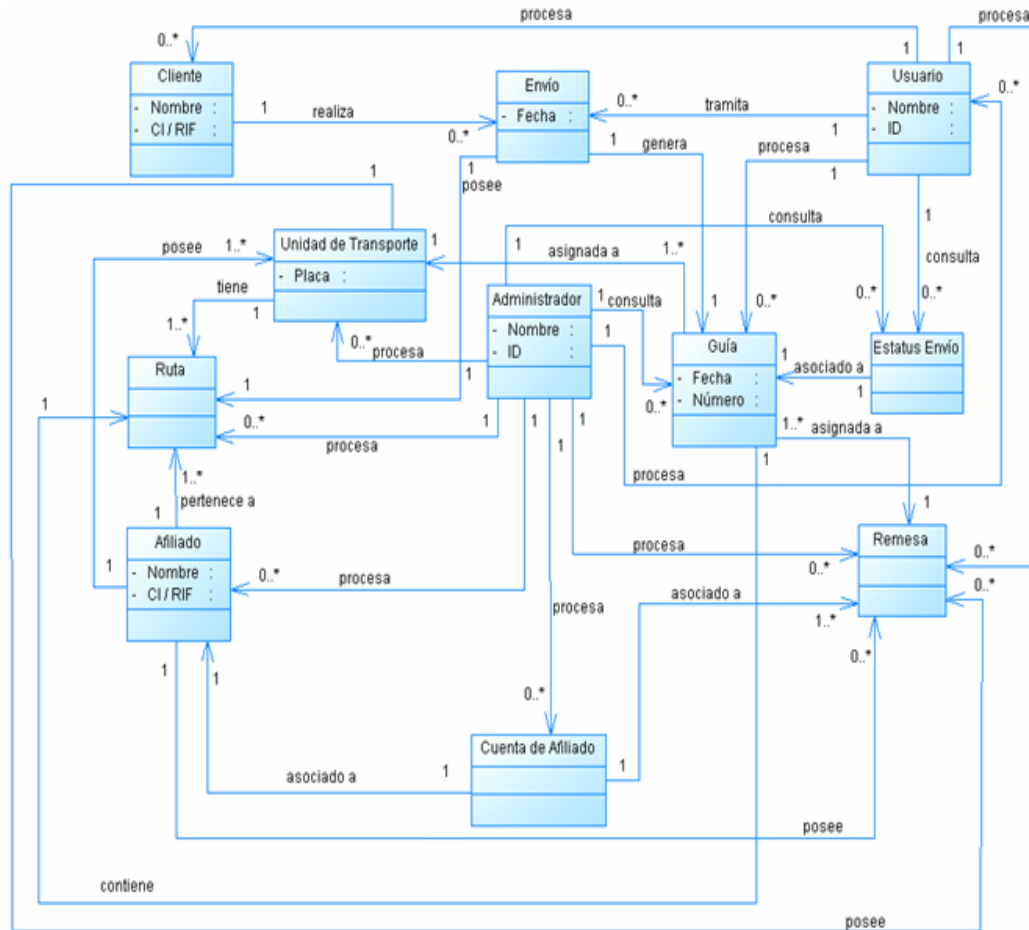 procesa
procesa
0..*
1
1
Cliente
- Nombre :
- CI / RIF :
Envío
- Fecha :
Usuario
- Nombre :
- ID :
0..*
1
realiza
0..*
0..*
tramita
1
1
genera
procesa
1
1
posee
1
1
consulta
consulta
posee
1..*
Unidad de Transporte
- Placa :
1
1
asignada a
1..*
tiene
1
1..*
Administrador
- Nombre :
- ID :
1
consulta
1
1
0..*
0..*
0..*
0..*
procesa
1
Guía
- Fecha :
- Número :
Estatus Envío
1
asociado a
1
Ruta
1
1
0..*
0..*
procesa
1
1
1
1
1..*
asignada a
1
1..*
pertenece a
1
procesa
1
Afiliado
- Nombre :
- CI / RIF :
1
0..*
procesa
procesa
0..*
Remesa
0..*
0..*
procesa
asociado a
1..*
1
1
0..*
0..*
Cuenta de Afiliado
asociado a
1
1
posee
contiene
posee